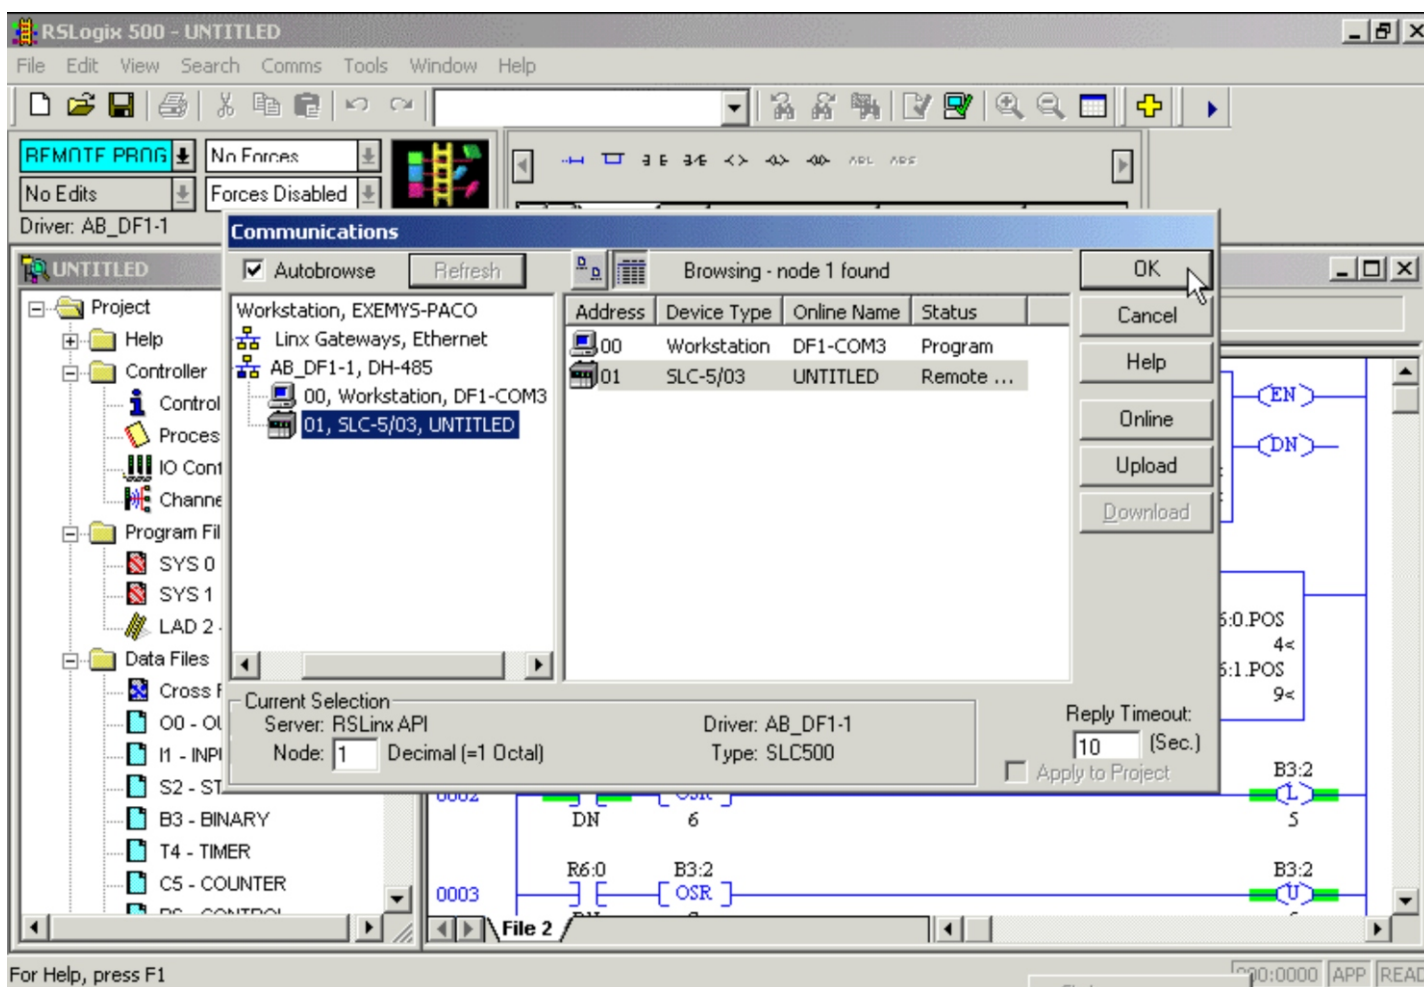 RSLogix 500 - UNTITLED
File Edit View Search Comms Tools Window Help
REMOTE PROG No Forces
No Edits Forces Disabled
Driver: AB_DF1-1
UNTITLED
Project
Help
Controller
Control
Proces
IO Cont
Channe
Program Fil
SYS 0
SYS 1
LAD 2
Data Files
Cross F
O0 - OU
I1 - INPU
S2 - ST
B3 - BINARY
T4 - TIMER
C5 - COUNTER
Communications
Autobrowse Refresh
Browsing - node 1 found
Workstation, EXEMYS-PACO
Linx Gateways, Ethernet
AB_DF1-1, DH-485
00, Workstation, DF1-COM3
01, SLC-5/03, UNTITLED
Address Device Type Online Name Status
00 Workstation DF1-COM3 Program
01 SLC-5/03 UNTITLED Remote ...
OK
Cancel
Help
Online
Upload
Download
Current Selection
Server: RSLinx API Driver: AB_DF1-1
Node: 1 Decimal (=1 Octal) Type: SLC500
Reply Timeout:
10 (Sec.)
Apply to Project
EN
DN
6:0.POS
4<
6:1.POS
9<
0002 OSR B3:2
L
DN 6 5
R6:0 B3:2 B3:2
0003 OSR U
File 2
For Help, press F1
000:0000 APP READ